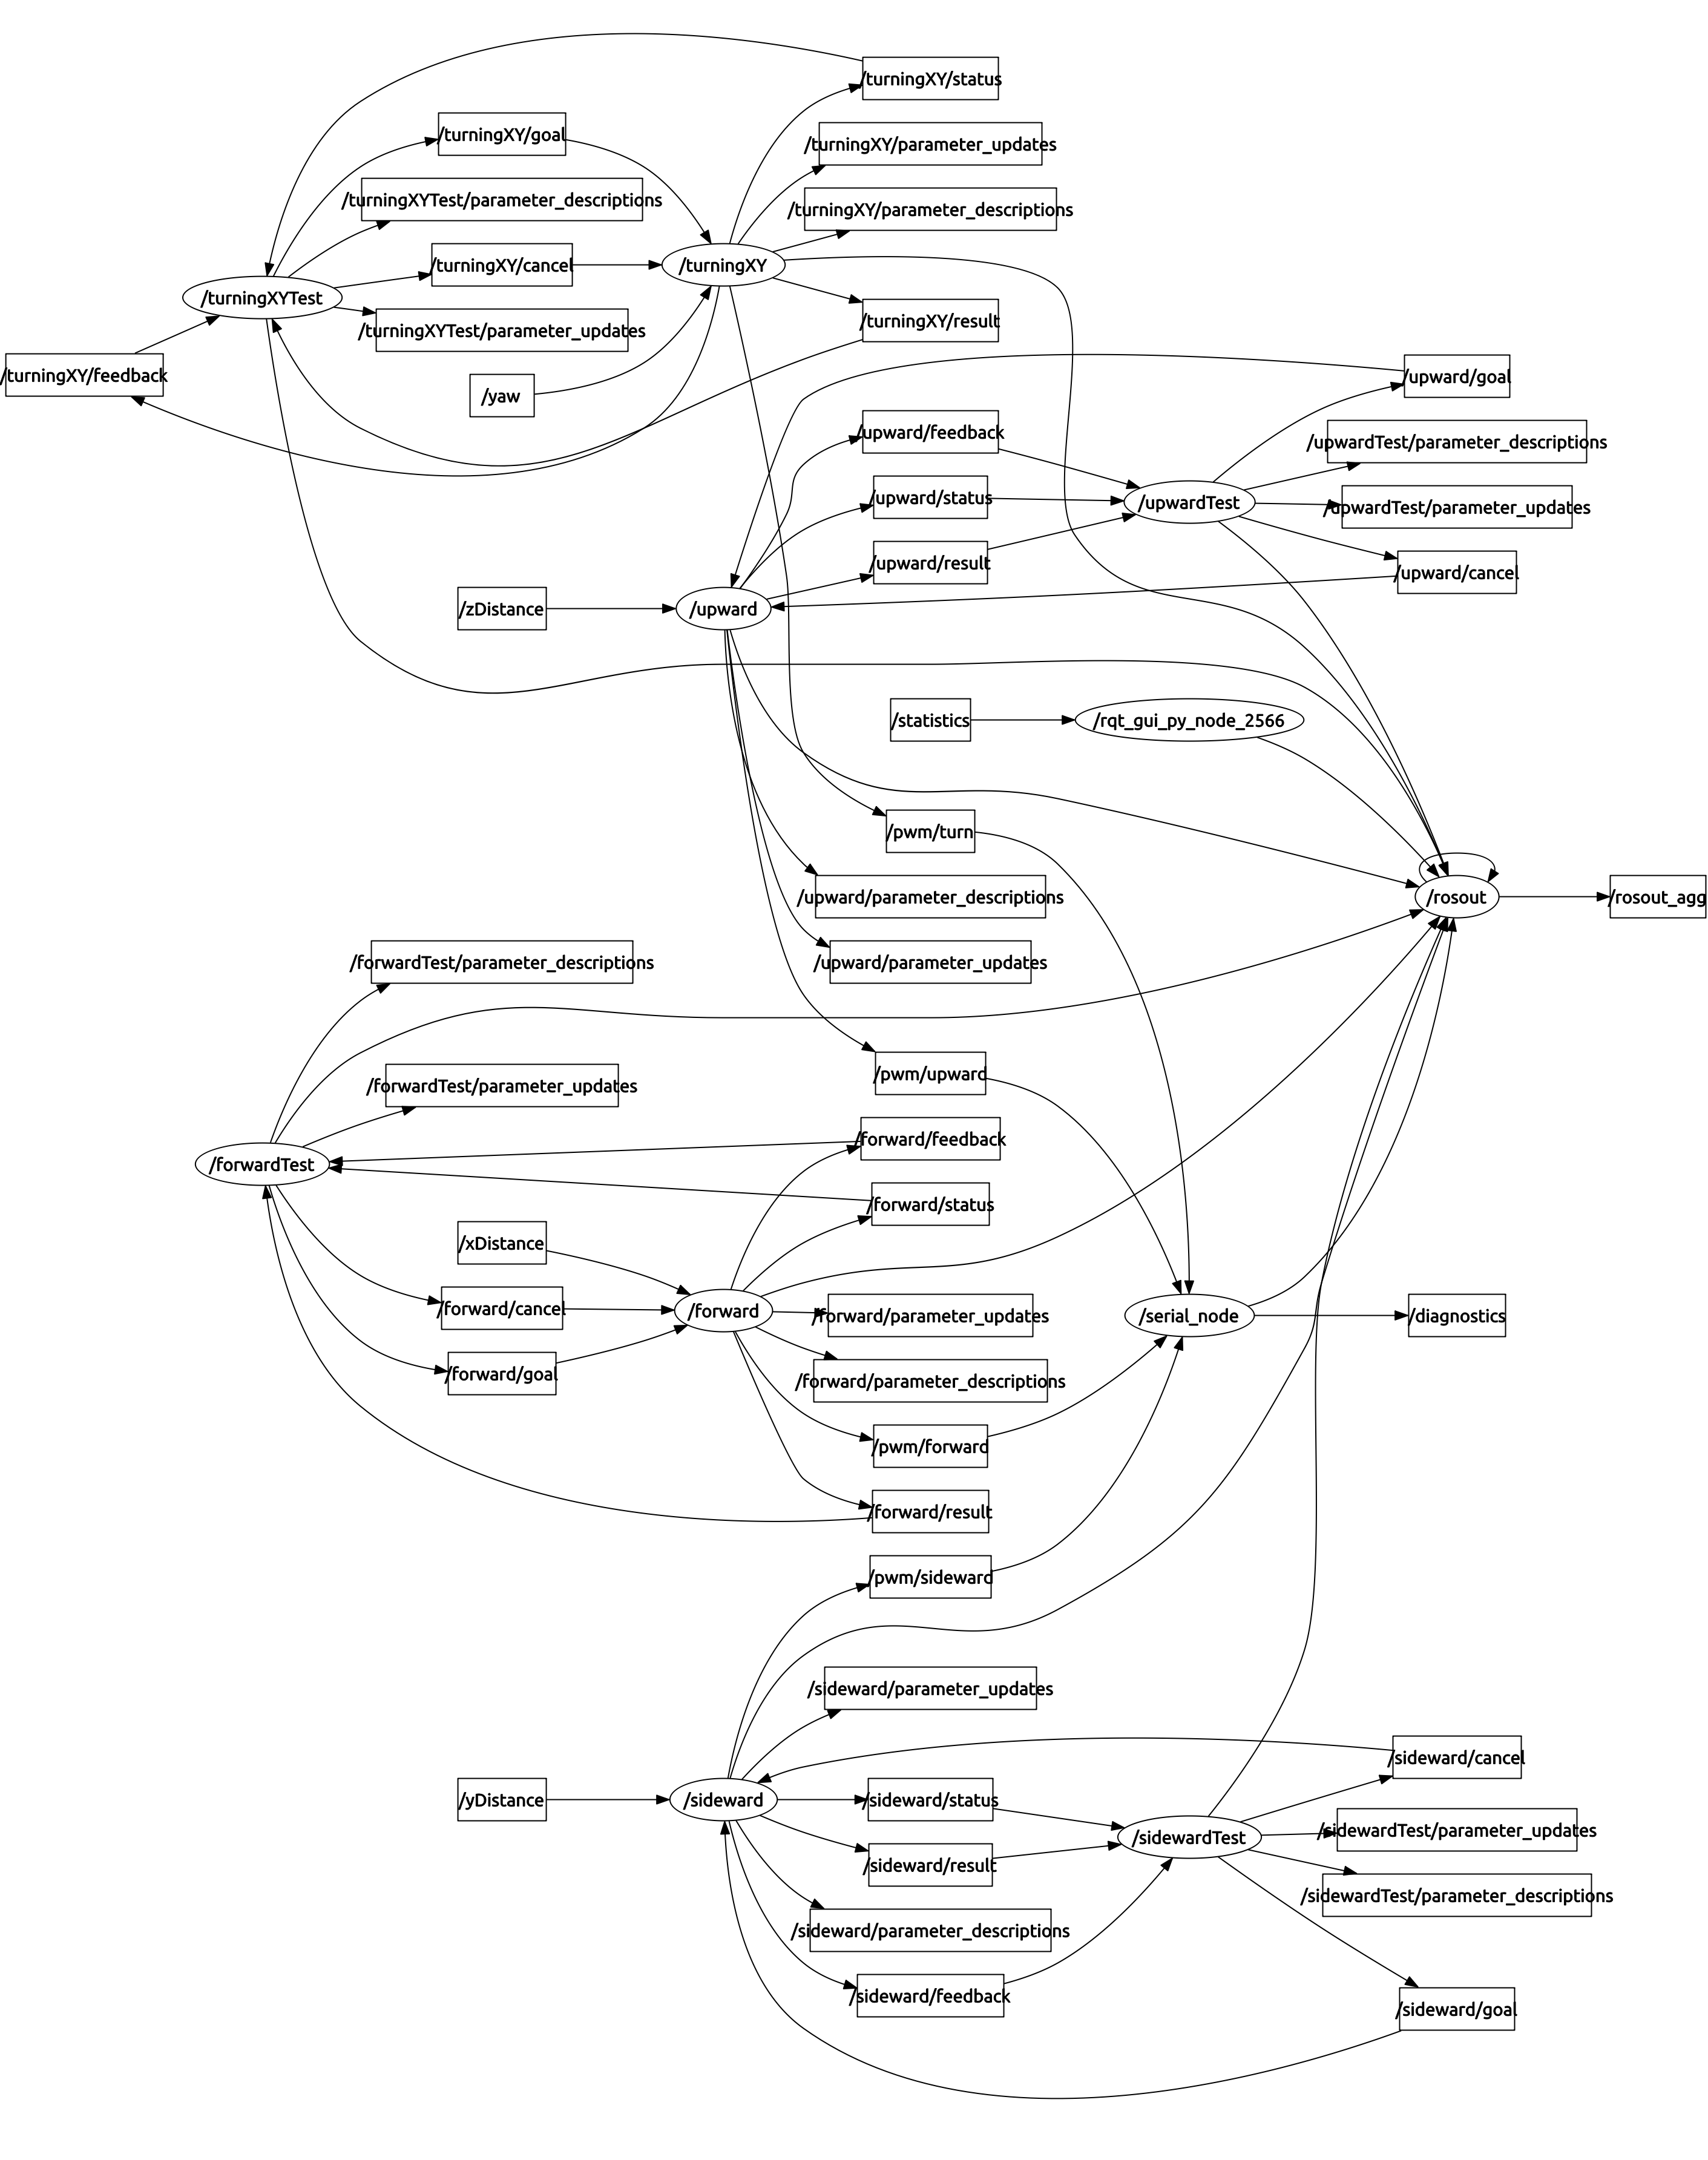 /turningXY/status
/turningXY/goal
/turningXY/parameter_updates
/turningXYTest/parameter_descriptions
/turningXY/parameter_descriptions
/turningXY/cancel
/turningXY
/turningXYTest
/turningXYTest/parameter_updates
/turningXY/result
/turningXY/feedback
/yaw
/upward/goal
/upward/feedback
/upwardTest/parameter_descriptions
/upward/status
/upwardTest
/upwardTest/parameter_updates
/upward/result
/upward/cancel
/zDistance
/upward
/statistics
/rqt_gui_py_node_2566
/pwm/turn
/upward/parameter_descriptions
/rosout
/rosout_agg
/forwardTest/parameter_descriptions
/upward/parameter_updates
/pwm/upward
/forwardTest/parameter_updates
/forward/feedback
/forwardTest
/forward/status
/xDistance
/forward/cancel
/forward
/forward/parameter_updates
/serial_node
/diagnostics
/forward/goal
/forward/parameter_descriptions
/pwm/forward
/forward/result
/pwm/sideward
/sideward/parameter_updates
/sideward/cancel
/yDistance
/sideward
/sideward/status
/sidewardTest
/sidewardTest/parameter_updates
/sideward/result
/sidewardTest/parameter_descriptions
/sideward/parameter_descriptions
/sideward/feedback
/sideward/goal